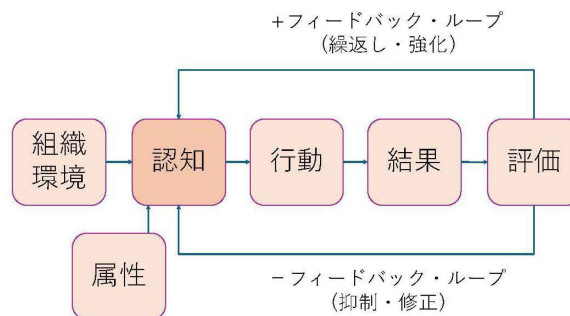 +フィードバック・ループ
(繰返し・強化)
組織
環境
認知
行動
結果
評価
属性
−フィードバック・ループ
(抑制・修正)